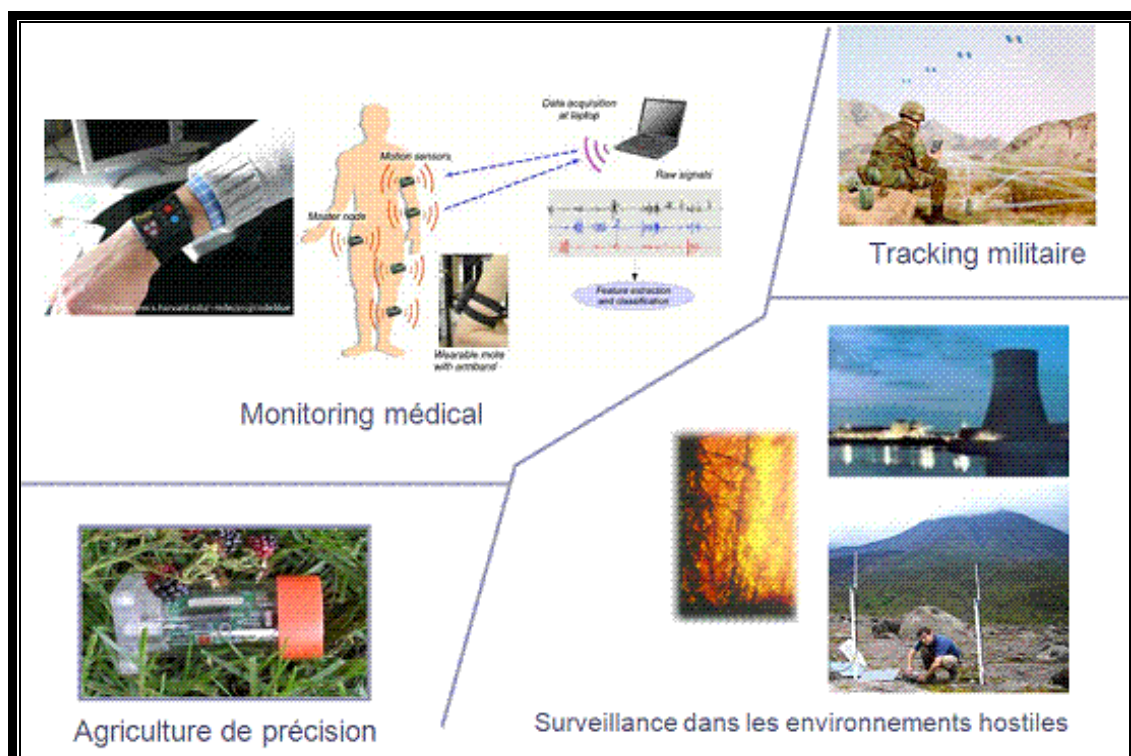 Data acquisition
at laptop
Motion sensors
Raw signals
Master node
Feature extraction
and classification
Wearable mote
with armband
Monitoring médical
Tracking militaire
Agriculture de précision
Surveillance dans les environnements hostiles